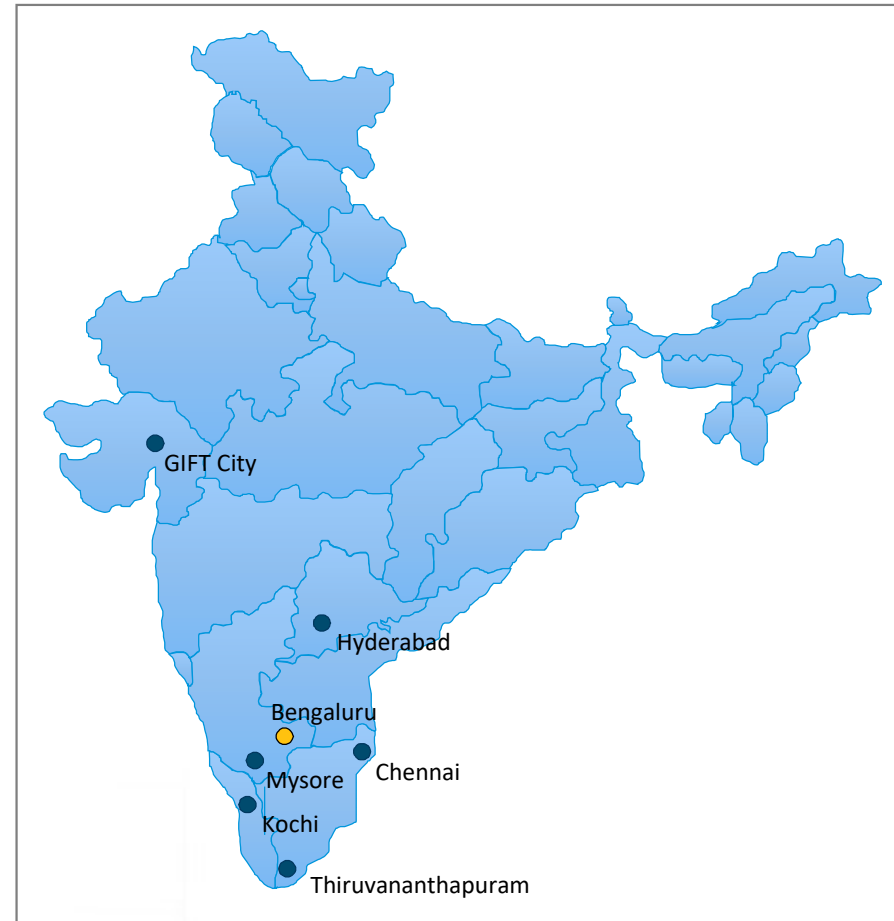 GIFT City
Hyderabad
Bengaluru
Chennai
Mysore
Kochi
Thiruvananthapuram